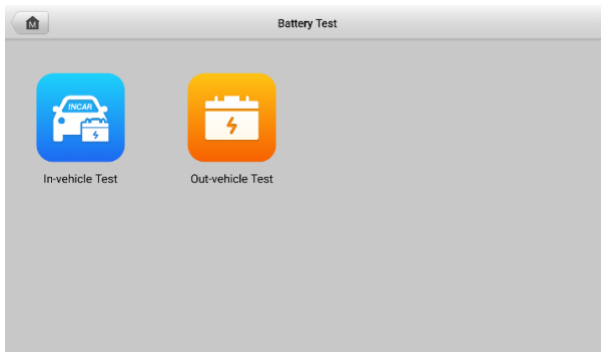 M
Battery Test
INCAR
In-vehicle Test
Out-vehicle Test